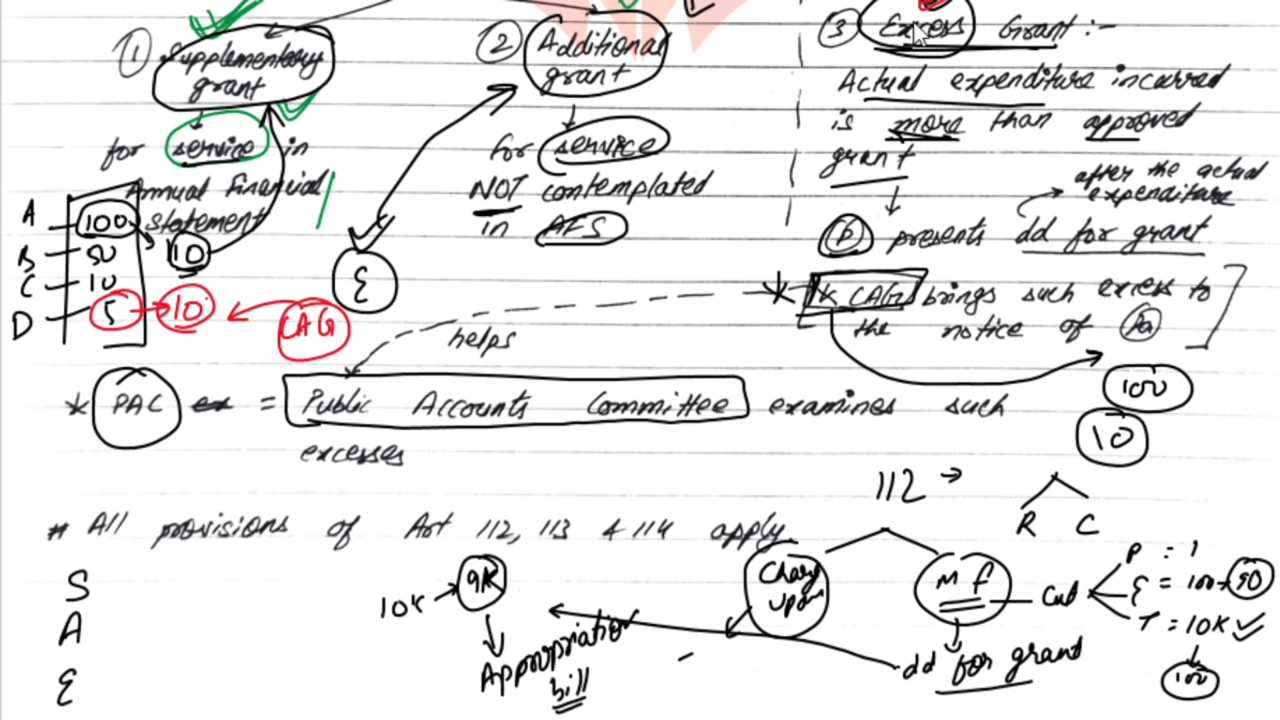 ① Supplementary
grant
for service in
Annual Financial
statement
A 100
B 50
C 10
D 5
10
10
CAG
② Additional
grant
for service
NOT contemplated
in AFS
E
③ Excess Grant :-
Actual expenditure incurred
is more than approved
grant
after the actual
expenditure
P presents dd for grant
* CAG brings such excess to
the notice of
helps
100
10
* PAC = Public Accounts Committee examines such
excesses
112 →
R C
# All provisions of Art 112, 113 & 114 apply
S
A
E
10K → 9K
Appropriation
bill
Charg
upon
M f
dd for grant
Cut
P : 1
E = 100 → 50
T = 10K
100